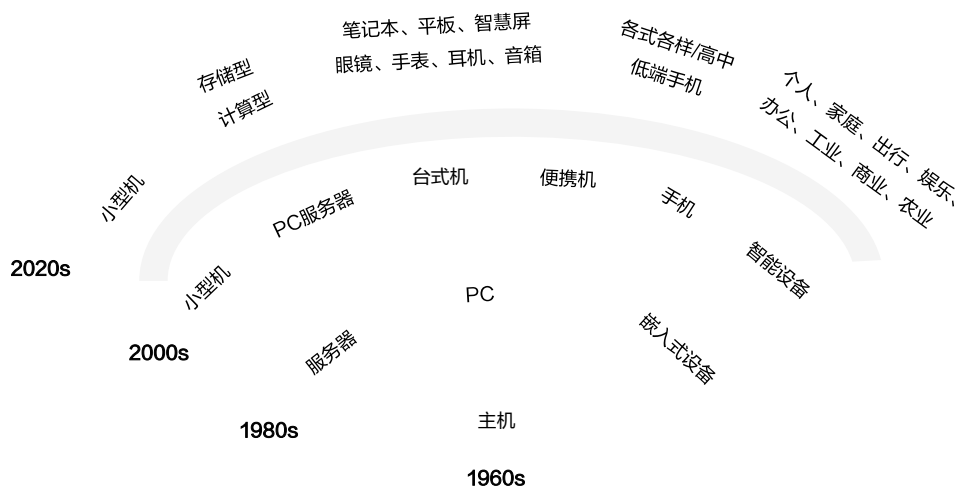 笔记本、平板、智慧屏
眼镜、手表、耳机、音箱
各式各样/高中
低端手机
存储型
计算型
个人、家庭、出行、娱乐、
办公、工业、商业、农业
小型机
2020s
PC服务器
台式机
便携机
手机
智能设备
小型机
2000s
服务器
PC
嵌入式设备
1980s
主机
1960s